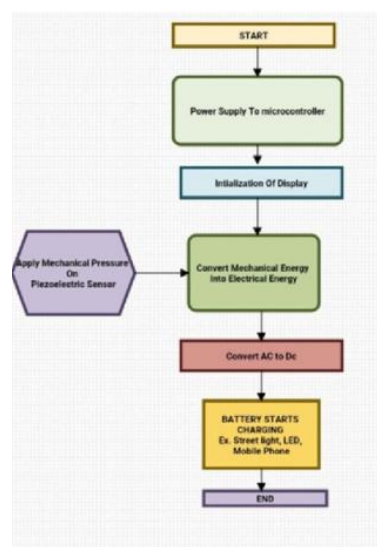 START
Power Supply To microcontroller
Intialization Of Display
Apply Mechanical Pressure
On
Piezoelectric Sensor
Convert Mechanical Energy
Into Electrical Energy
Convert AC to Dc
BATTERY STARTS
CHARGING
Ex. Street light, LED,
Mobile Phone
END